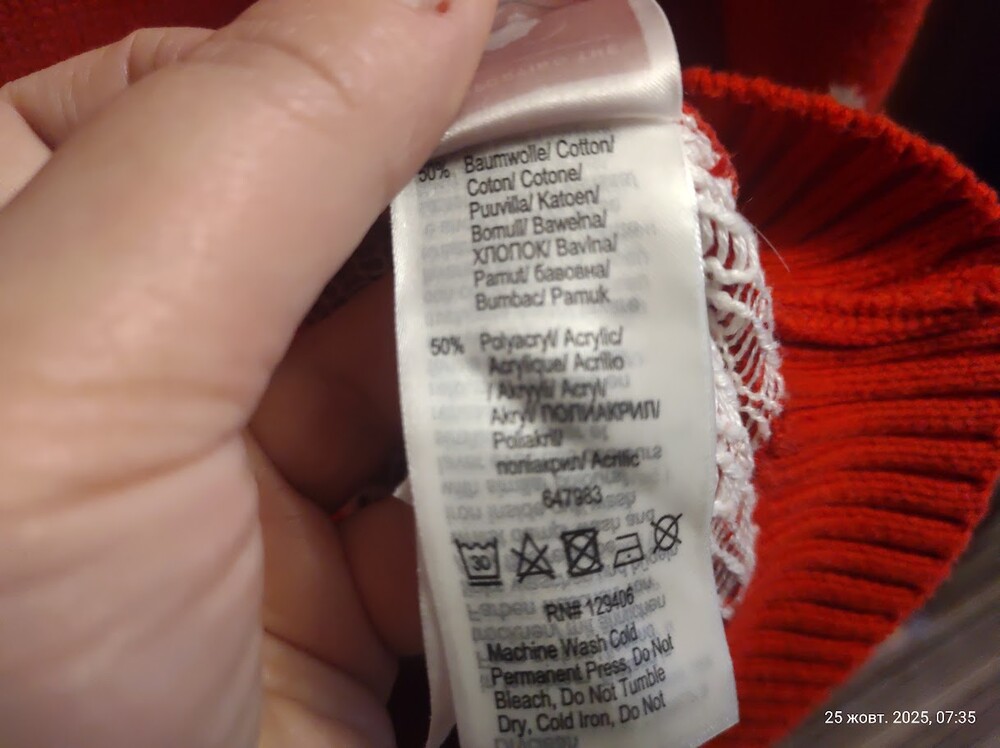 50% Baumwolle/ Cotton/
Coton/ Cotone/
Puuvilla/ Katoen/
Bomull/ Bawełna/
ХЛОПОК/ Bavlna/
Pamut/ бавовна/
Bumbac/ Pamuk
50% Polyacryl/ Acrylic/
Acrylique/ Acrilico
/ Akryyli/ Acryl/
Akryl/ ПОЛИАКРИЛ/
Poliakril/
поліакрил/ Acrilic
647983
30
RN# 129406
Machine Wash Cold
Permanent Press, Do Not
Bleach, Do Not Tumble
Dry, Cold Iron, Do Not
25 жовт. 2025, 07:35